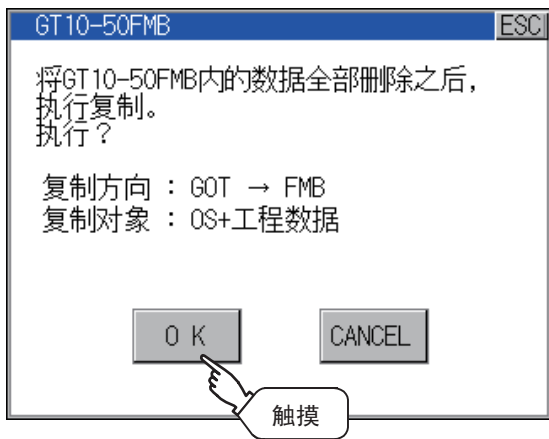 GT10-50FMB ESC
将GT10-50FMB内的数据全部删除之后，
执行复制。
执行？
复制方向 ： GOT → FMB
复制对象 ： OS+工程数据
O K CANCEL
触摸